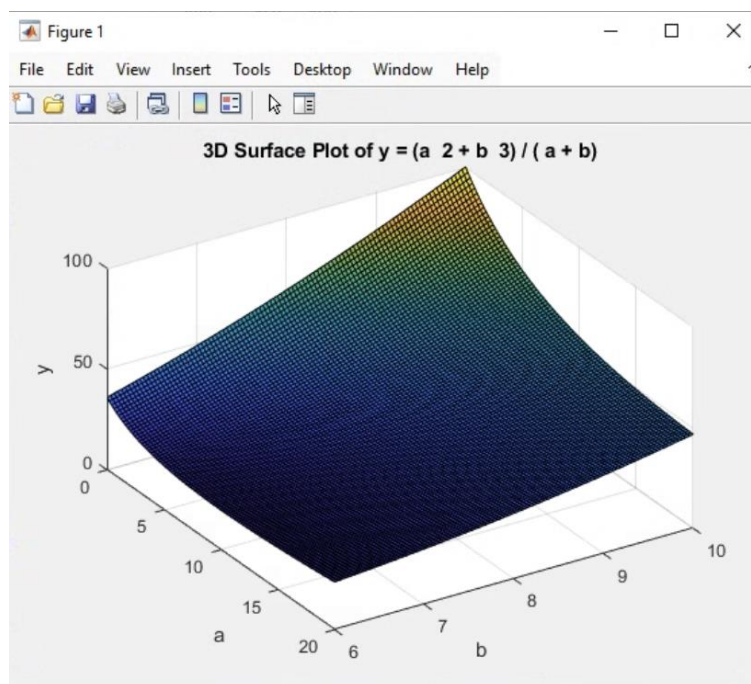 Figure 1
File Edit View Insert Tools Desktop Window Help
3D Surface Plot of y = (a 2 + b 3) / ( a + b)
100
50
0
y
0
5
10
15
20
a
6
7
8
9
10
b